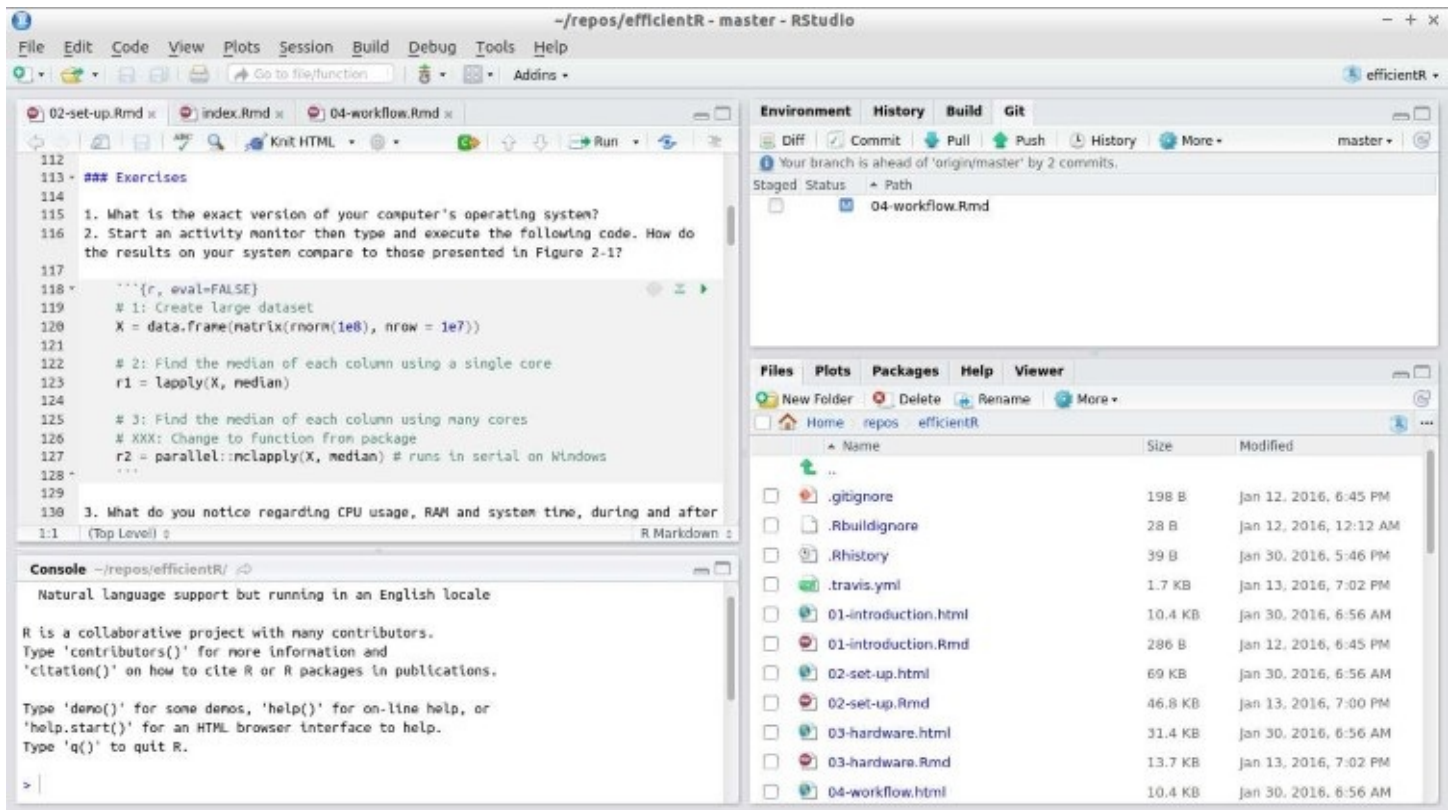 ~/repos/efficientR - master - RStudio
File Edit Code View Plots Session Build Debug Tools Help
Go to file/function Addins efficientR
02-set-up.Rmd index.Rmd 04-workflow.Rmd
ABC Knit HTML Run
112
113 ### Exercises
114
115 1. What is the exact version of your computer's operating system?
116 2. Start an activity monitor then type and execute the following code. How do
the results on your system compare to those presented in Figure 2-1?
117
118 ```{r, eval=FALSE}
119 # 1: Create large dataset
120 X = data.frame(matrix(rnorm(1e8), nrow = 1e7))
121
122 # 2: Find the median of each column using a single core
123 r1 = lapply(X, median)
124
125 # 3: Find the median of each column using many cores
126 # XXX: Change to function from package
127 r2 = parallel::mclapply(X, median) # runs in serial on Windows
128 ```
129
130 3. What do you notice regarding CPU usage, RAM and system time, during and after
1:1 (Top Level) R Markdown
Console ~/repos/efficientR/
Natural language support but running in an English locale
R is a collaborative project with many contributors.
Type 'contributors()' for more information and
'citation()' on how to cite R or R packages in publications.
Type 'demo()' for some demos, 'help()' for on-line help, or
'help.start()' for an HTML browser interface to help.
Type 'q()' to quit R.
>
Environment History Build Git
Diff Commit Pull Push History More master
Your branch is ahead of 'origin/master' by 2 commits.
Staged Status Path
M 04-workflow.Rmd
Files Plots Packages Help Viewer
New Folder Delete Rename More
Home repos efficientR ...
Name Size Modified
..
.gitignore 198 B Jan 12, 2016, 6:45 PM
.Rbuildignore 28 B Jan 12, 2016, 12:12 AM
.Rhistory 39 B Jan 30, 2016, 5:46 PM
.travis.yml 1.7 KB Jan 13, 2016, 7:02 PM
01-introduction.html 10.4 KB Jan 30, 2016, 6:56 AM
01-introduction.Rmd 286 B Jan 12, 2016, 6:45 PM
02-set-up.html 69 KB Jan 30, 2016, 6:56 AM
02-set-up.Rmd 46.8 KB Jan 13, 2016, 7:00 PM
03-hardware.html 31.4 KB Jan 30, 2016, 6:56 AM
03-hardware.Rmd 13.7 KB Jan 13, 2016, 7:02 PM
04-workflow.html 10.4 KB Jan 30, 2016, 6:56 AM